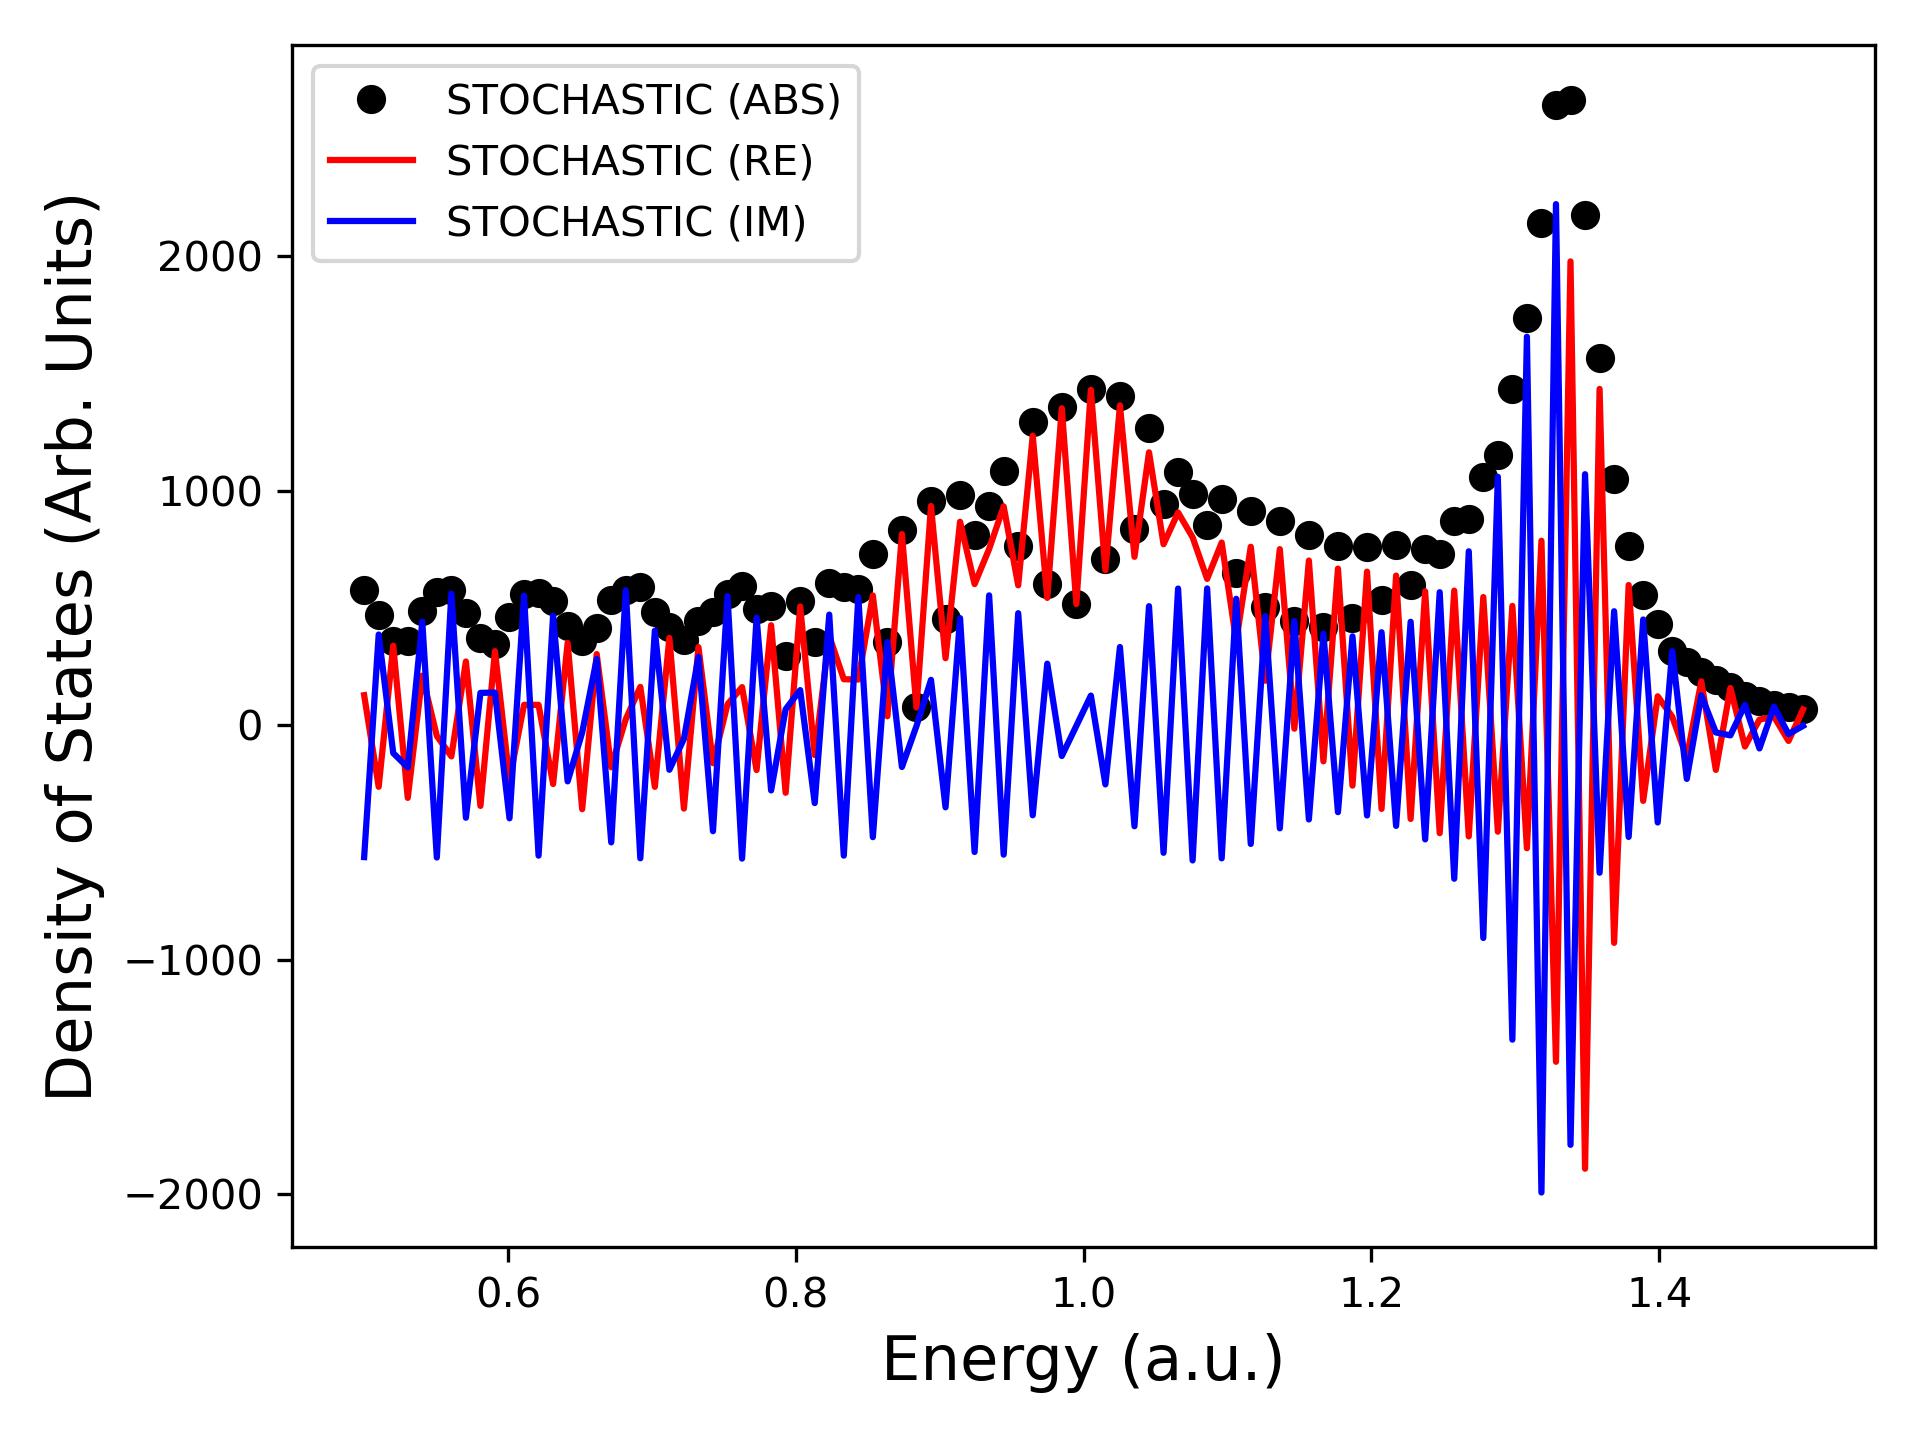 STOCHASTIC (ABS)
STOCHASTIC (RE)
STOCHASTIC (IM)
Density of States (Arb. Units)
2000
1000
0
−1000
−2000
0.6 0.8 1.0 1.2 1.4
Energy (a.u.)